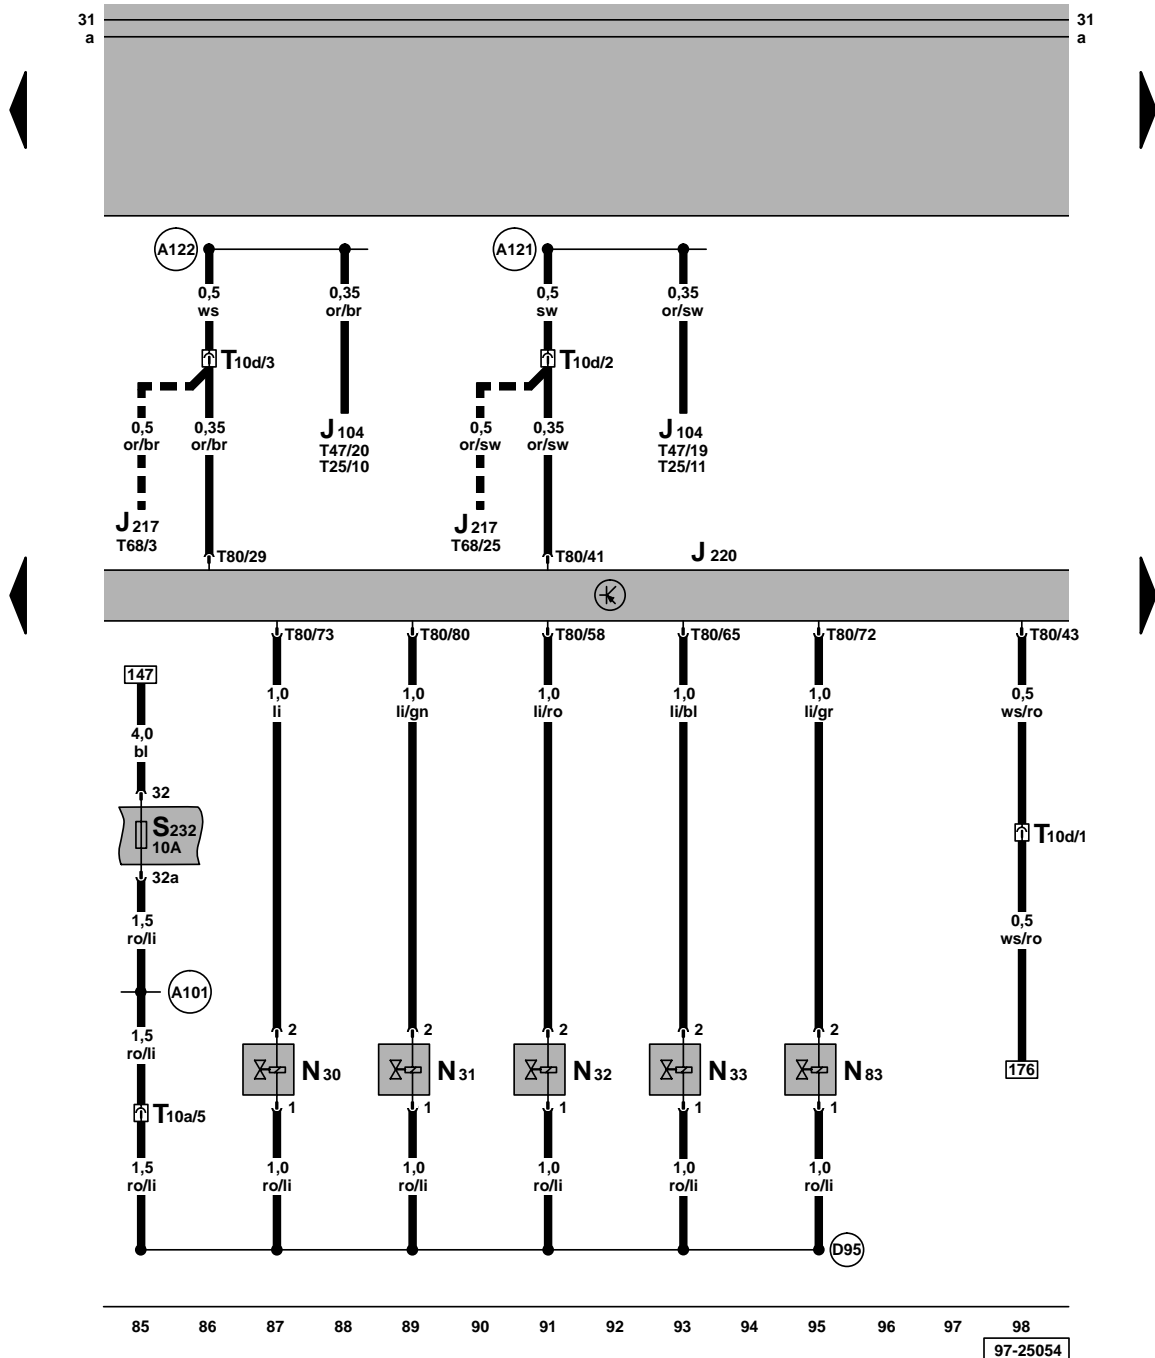 31 31
a a
A122 A121
0,5 0,35 0,5 0,35
ws or/br sw or/sw
T10d/3 T10d/2
0,5 0,35 J104 0,5 0,35 J104
or/br or/br T47/20 or/sw or/sw T47/19
T25/10 T25/11
J217 J217
T68/3 T68/25
T80/29 T80/41 J220
T80/73 T80/80 T80/58 T80/65 T80/72 T80/43
147
1,0 1,0 1,0 1,0 1,0 0,5
li li/gn li/ro li/bl li/gr ws/ro
4,0
bl
32
S232
10A
T10d/1
32a
1,5 0,5
ro/li ws/ro
A101
1,5
ro/li
2 2 2 2 2
N30 N31 N32 N33 N83 176
1 1 1 1 1
T10a/5
1,5 1,0 1,0 1,0 1,0 1,0
ro/li ro/li ro/li ro/li ro/li ro/li
D95
85 86 87 88 89 90 91 92 93 94 95 96 97 98
97-25054